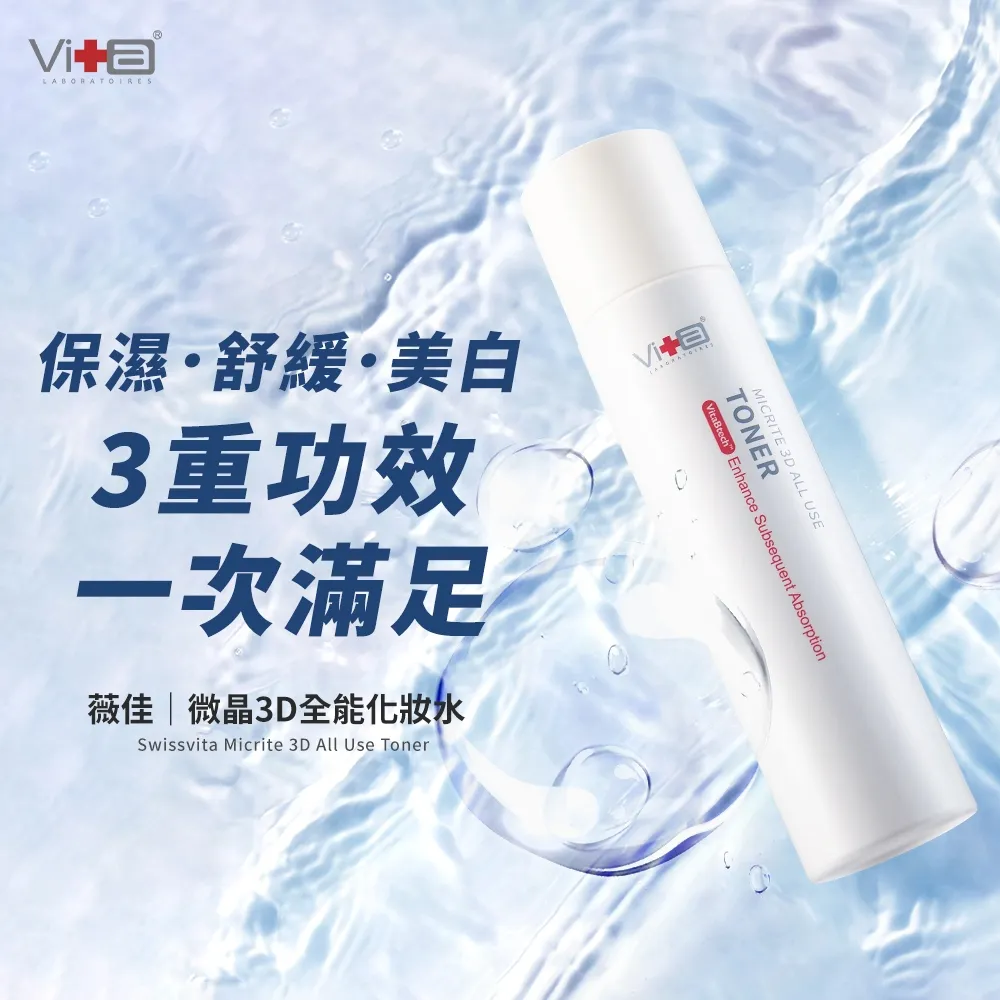 Vita®
LABORATOIRES
保濕・舒緩・美白
3重功效
一次滿足
薇佳｜微晶3D全能化妝水
Swissvita Micrite 3D All Use Toner
Vita®
LABORATOIRES
MICRITE 3D ALL USE
TONER
VitaBtech™ Enhance Subsequent Absorption